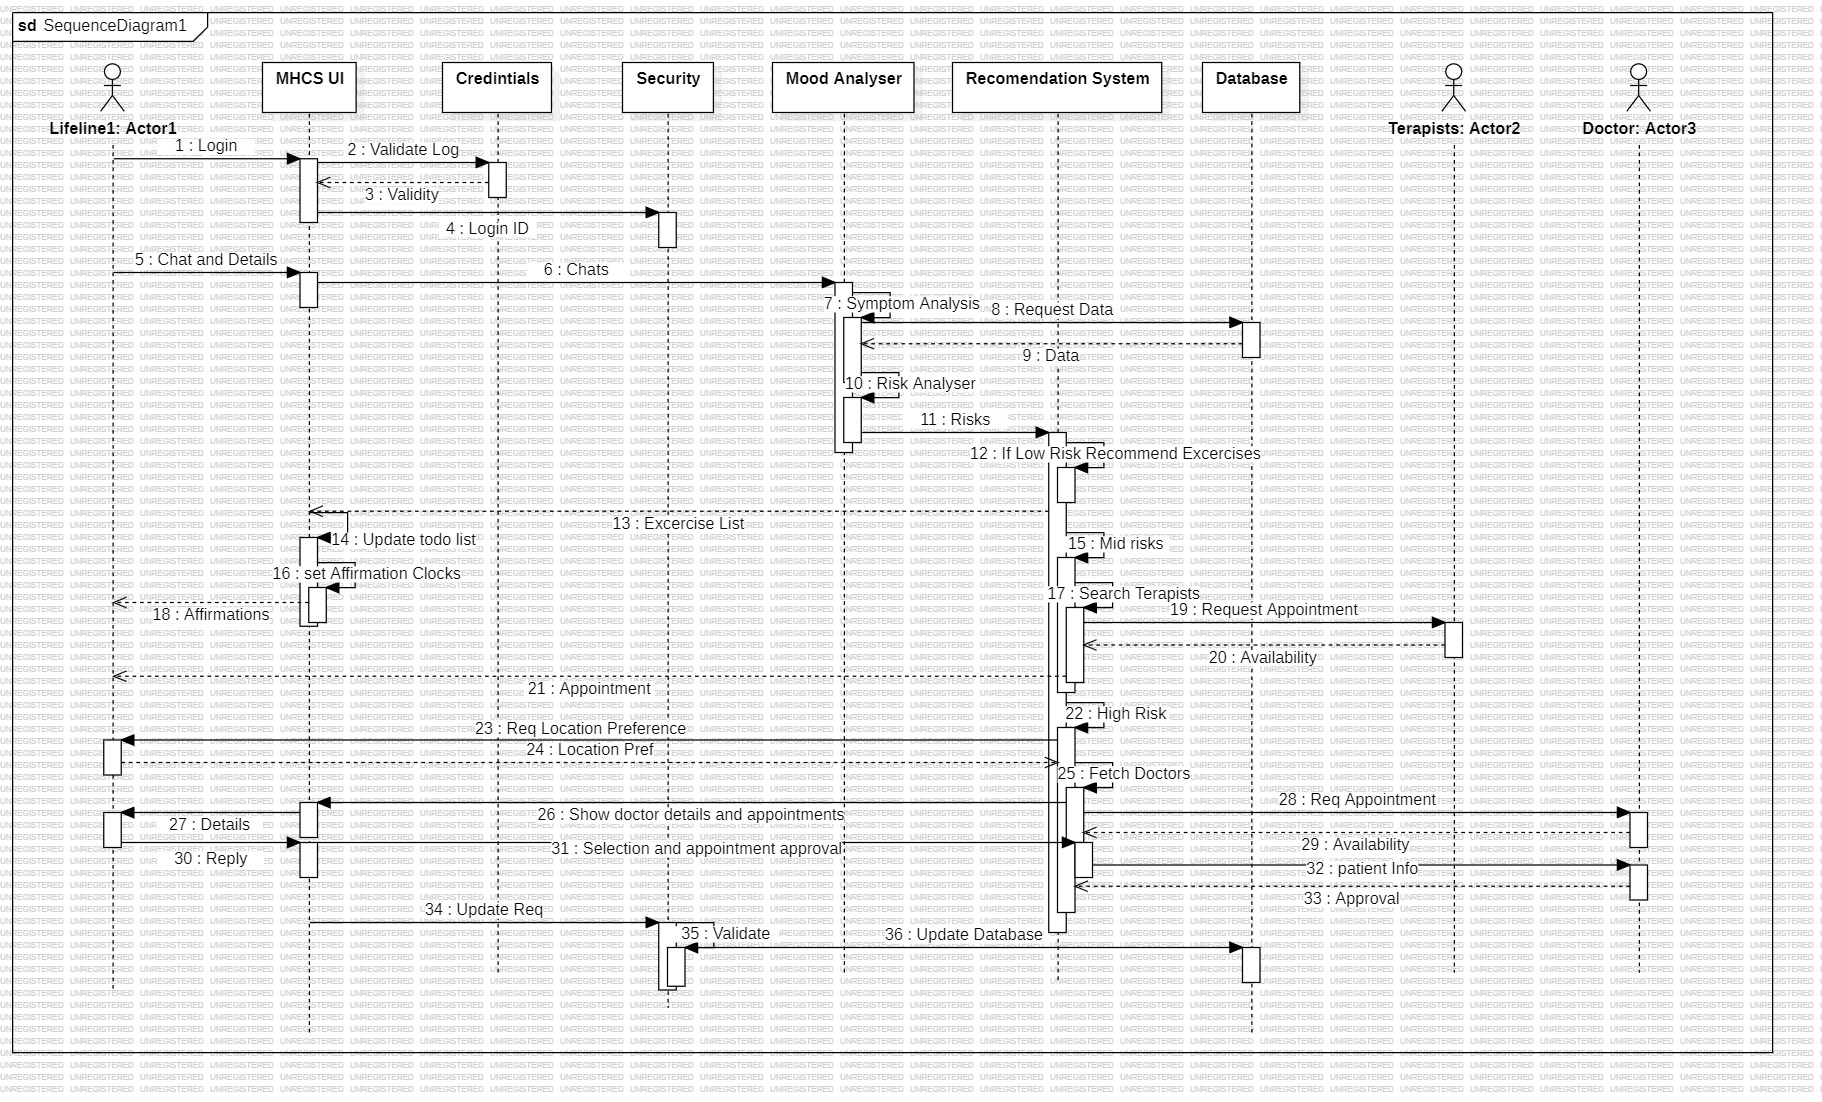 sd SequenceDiagram1
MHCS UI
Credintials
Security
Mood Analyser
Recomendation System
Database
Lifeline1: Actor1
Terapists: Actor2
Doctor: Actor3
1 : Login
2 : Validate Log
3 : Validity
4 : Login ID
5 : Chat and Details
6 : Chats
7 : Symptom Analysis
8 : Request Data
9 : Data
10 : Risk Analyser
11 : Risks
12 : If Low Risk Recommend Excercises
13 : Excercise List
14 : Update todo list
15 : Mid risks
16 : set Affirmation Clocks
17 : Search Terapists
18 : Affirmations
19 : Request Appointment
20 : Availability
21 : Appointment
22 : High Risk
23 : Req Location Preference
24 : Location Pref
25 : Fetch Doctors
26 : Show doctor details and appointments
27 : Details
28 : Req Appointment
29 : Availability
30 : Reply
31 : Selection and appointment approval
32 : patient Info
33 : Approval
34 : Update Req
35 : Validate
36 : Update Database
UNREGISTERED